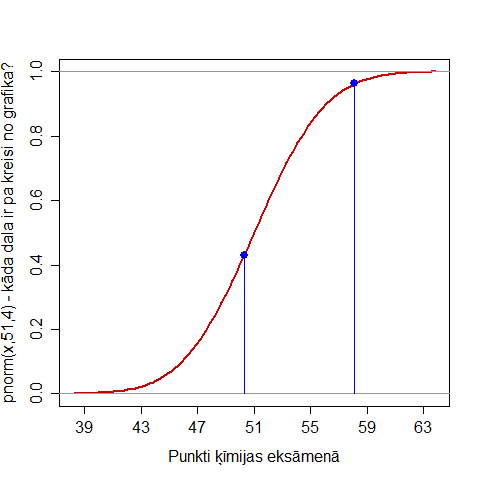 pnorm(x,51,4) - kāda daļa ir pa kreisi no grafika?
1.0
0.8
0.6
0.4
0.2
0.0
39 43 47 51 55 59 63
Punkti ķīmijas eksāmenā